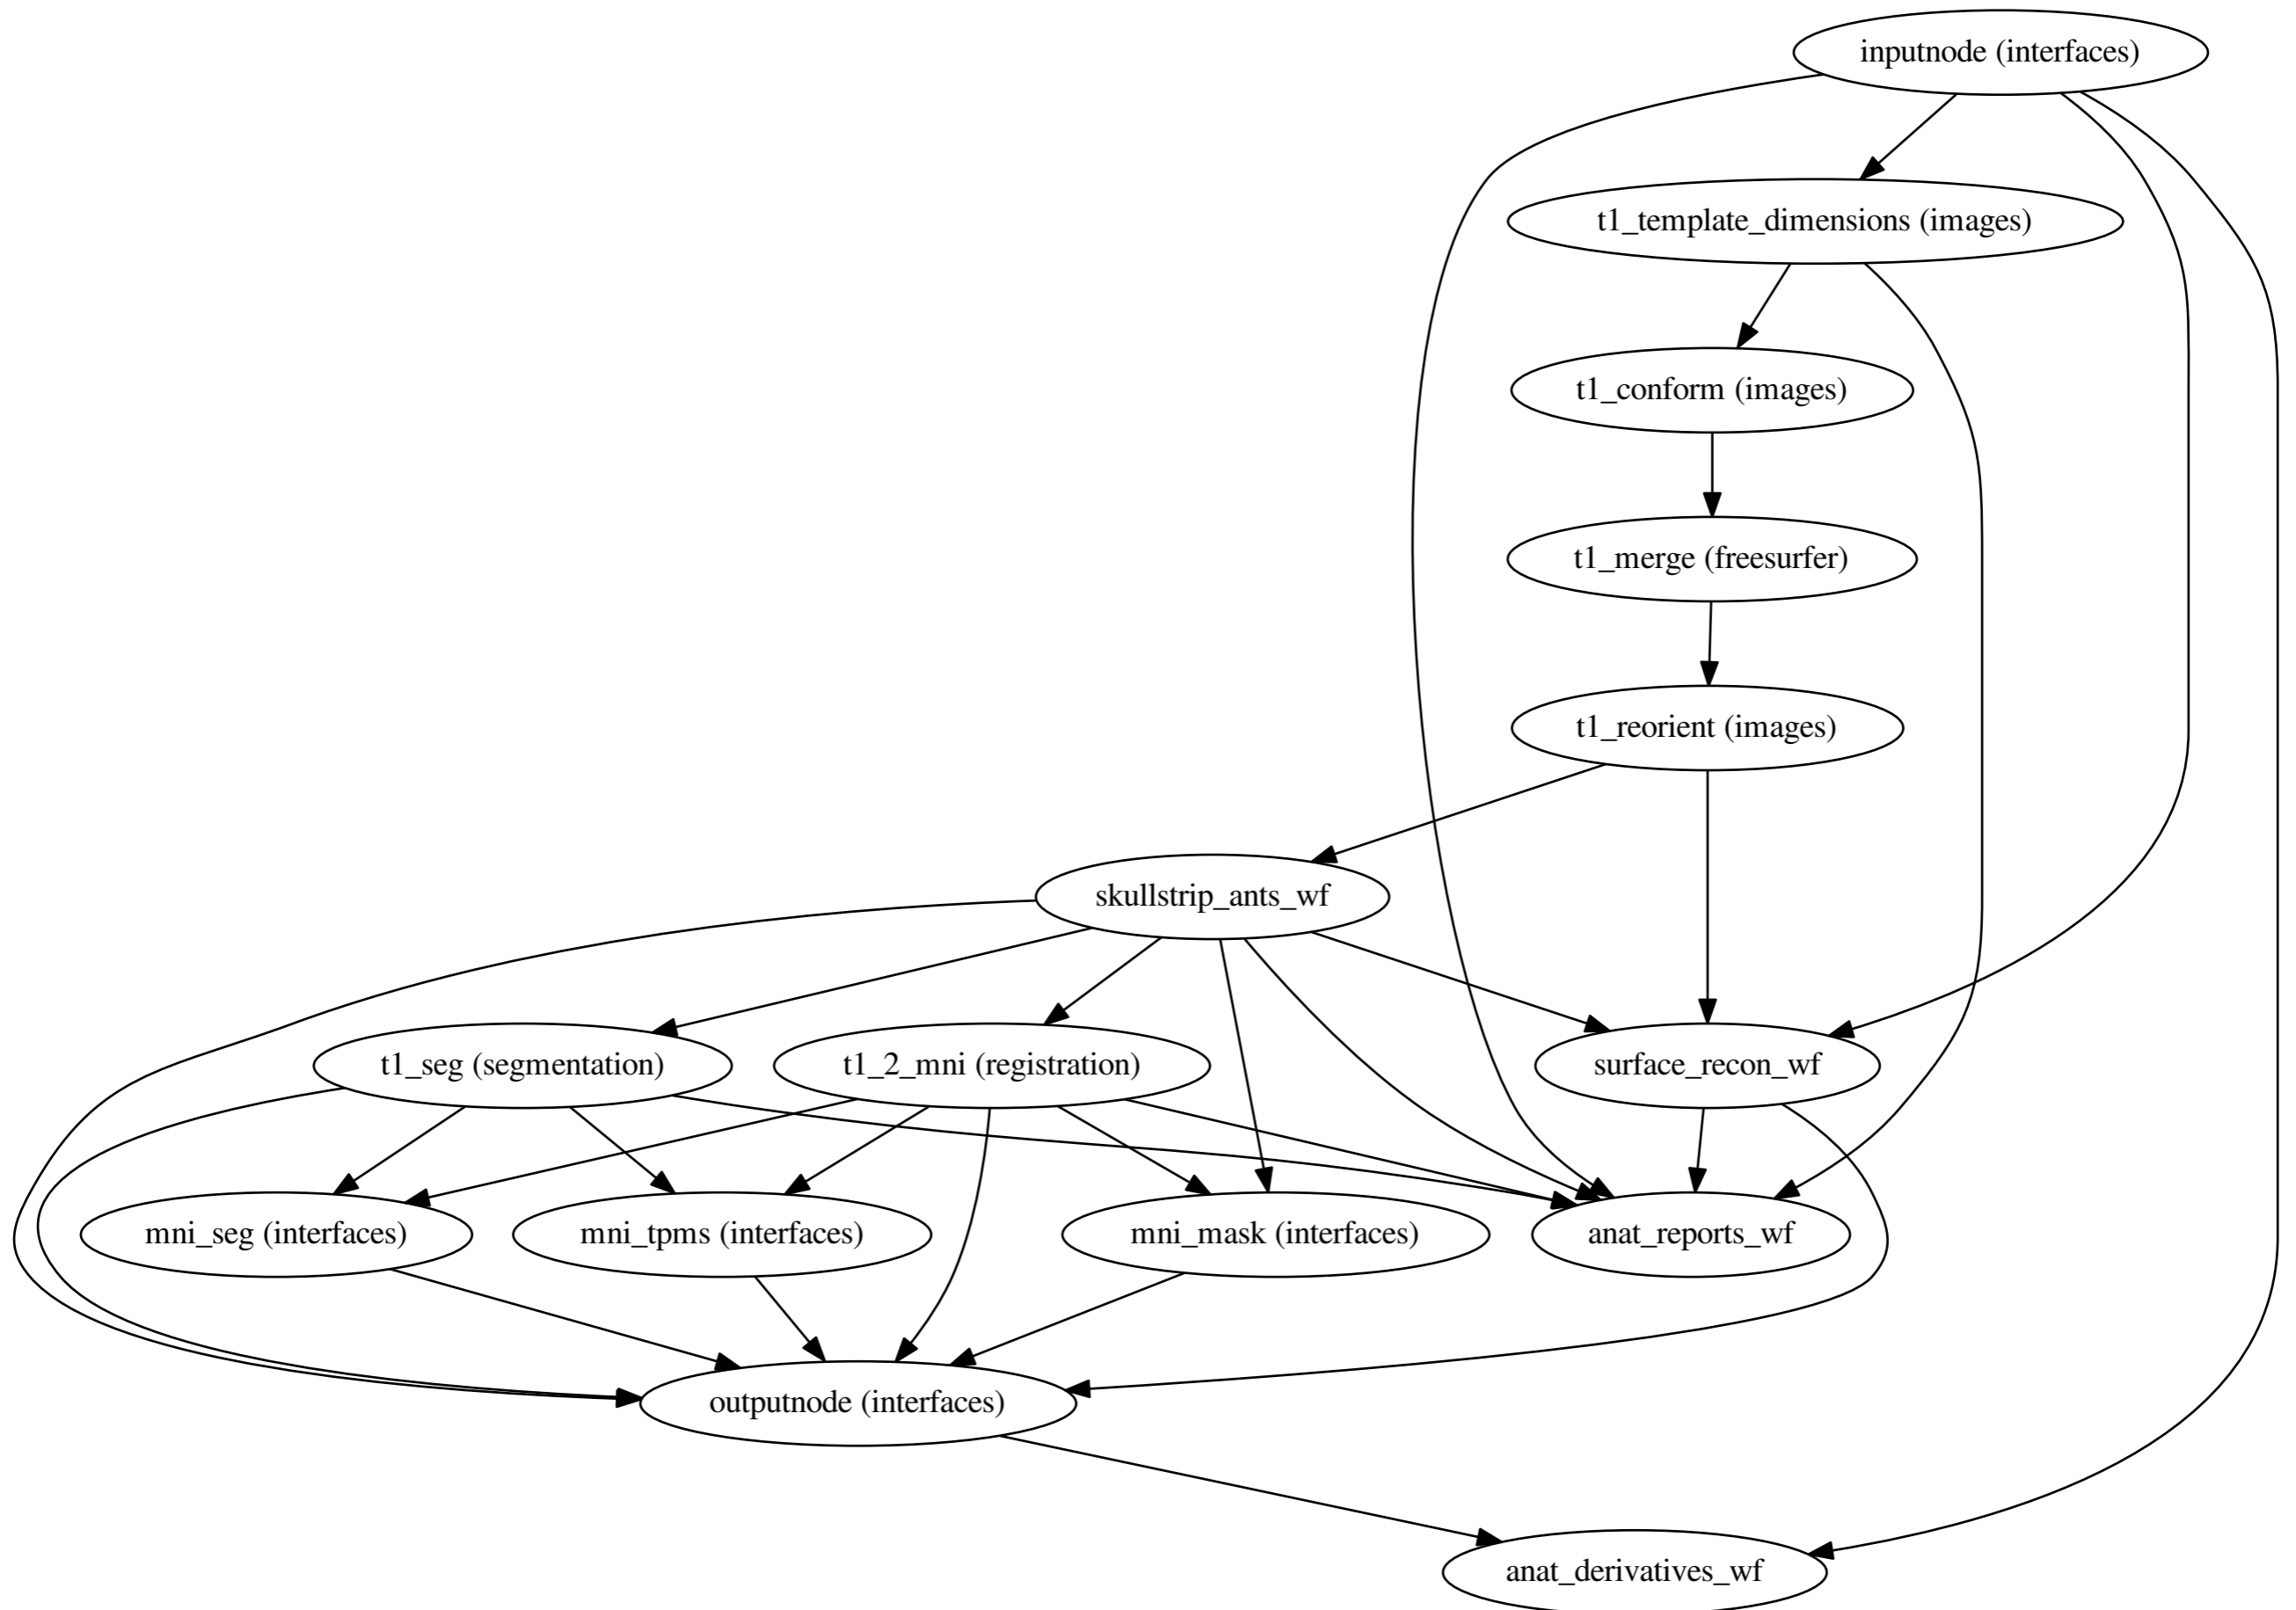 inputnode (interfaces)
t1_template_dimensions (images)
t1_conform (images)
t1_merge (freesurfer)
t1_reorient (images)
skullstrip_ants_wf
t1_seg (segmentation)
t1_2_mni (registration)
surface_recon_wf
mni_seg (interfaces)
mni_tpms (interfaces)
mni_mask (interfaces)
anat_reports_wf
outputnode (interfaces)
anat_derivatives_wf